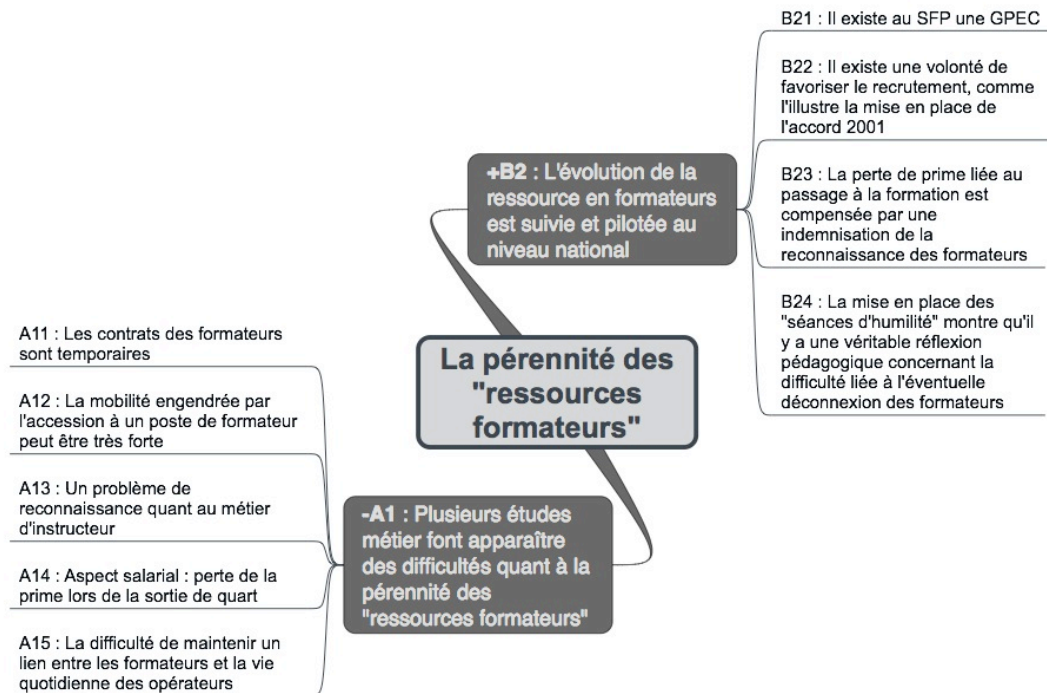 B21 : Il existe au SFP une GPEC
B22 : Il existe une volonté de
favoriser le recrutement, comme
l'illustre la mise en place de
l'accord 2001
+B2 : L'évolution de la
ressource en formateurs
est suivie et pilotée au
niveau national
B23 : La perte de prime liée au
passage à la formation est
compensée par une
indemnisation de la
reconnaissance des formateurs
B24 : La mise en place des
"séances d'humilité" montre qu'il
y a une véritable réflexion
pédagogique concernant la
difficulté liée à l'éventuelle
déconnexion des formateurs
La pérennité des
"ressources
formateurs"
A11 : Les contrats des formateurs
sont temporaires
A12 : La mobilité engendrée par
l'accession à un poste de formateur
peut être très forte
A13 : Un problème de
reconnaissance quant au métier
d'instructeur
-A1 : Plusieurs études
métier font apparaître
des difficultés quant à la
pérennité des
"ressources formateurs"
A14 : Aspect salarial : perte de la
prime lors de la sortie de quart
A15 : La difficulté de maintenir un
lien entre les formateurs et la vie
quotidienne des opérateurs